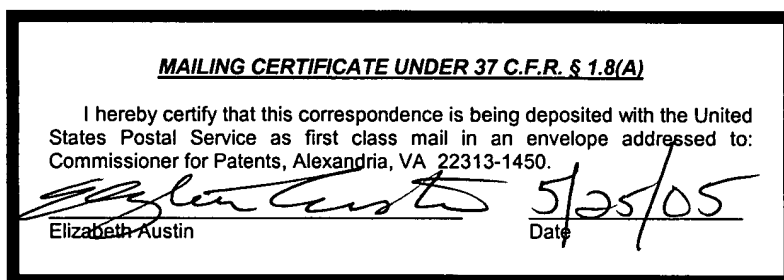 MAILING CERTIFICATE UNDER 37 C.F.R. § 1.8(A)
I hereby certify that this correspondence is being deposited with the United
States Postal Service as first class mail in an envelope addressed to:
Commissioner for Patents, Alexandria, VA 22313-1450.
Elizabeth Austin 5/25/05
Elizabeth Austin Date